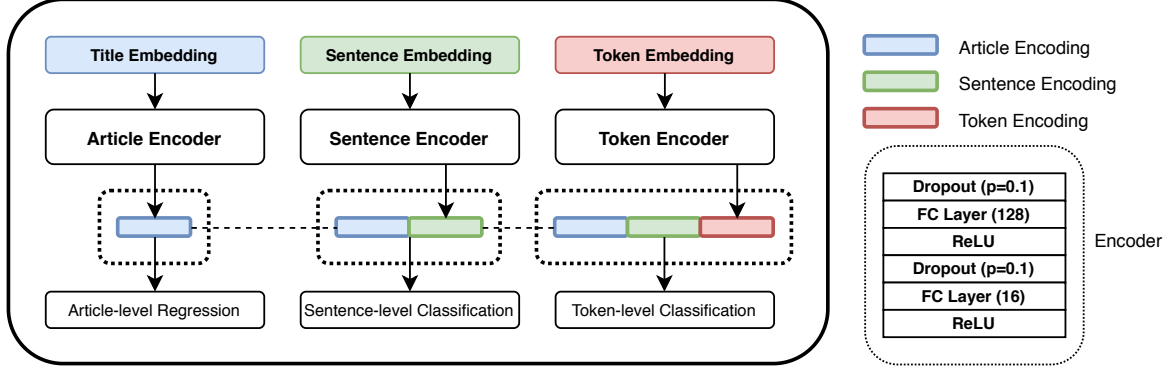 Title Embedding
Sentence Embedding
Token Embedding
Article Encoder
Sentence Encoder
Token Encoder
Article-level Regression
Sentence-level Classification
Token-level Classification
Article Encoding
Sentence Encoding
Token Encoding
Dropout (p=0.1)
FC Layer (128)
ReLU
Dropout (p=0.1)
FC Layer (16)
ReLU
Encoder